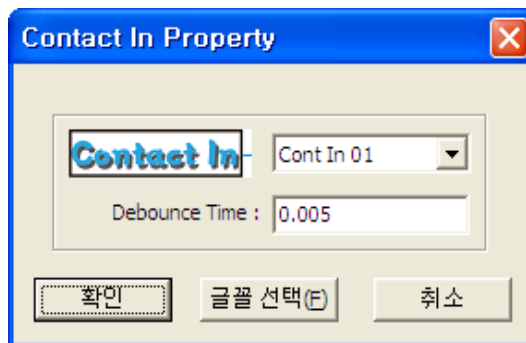 Contact In Property
Contact In
Cont In 01
Debounce Time :
0.005
확인
글꼴 선택(F)
취소